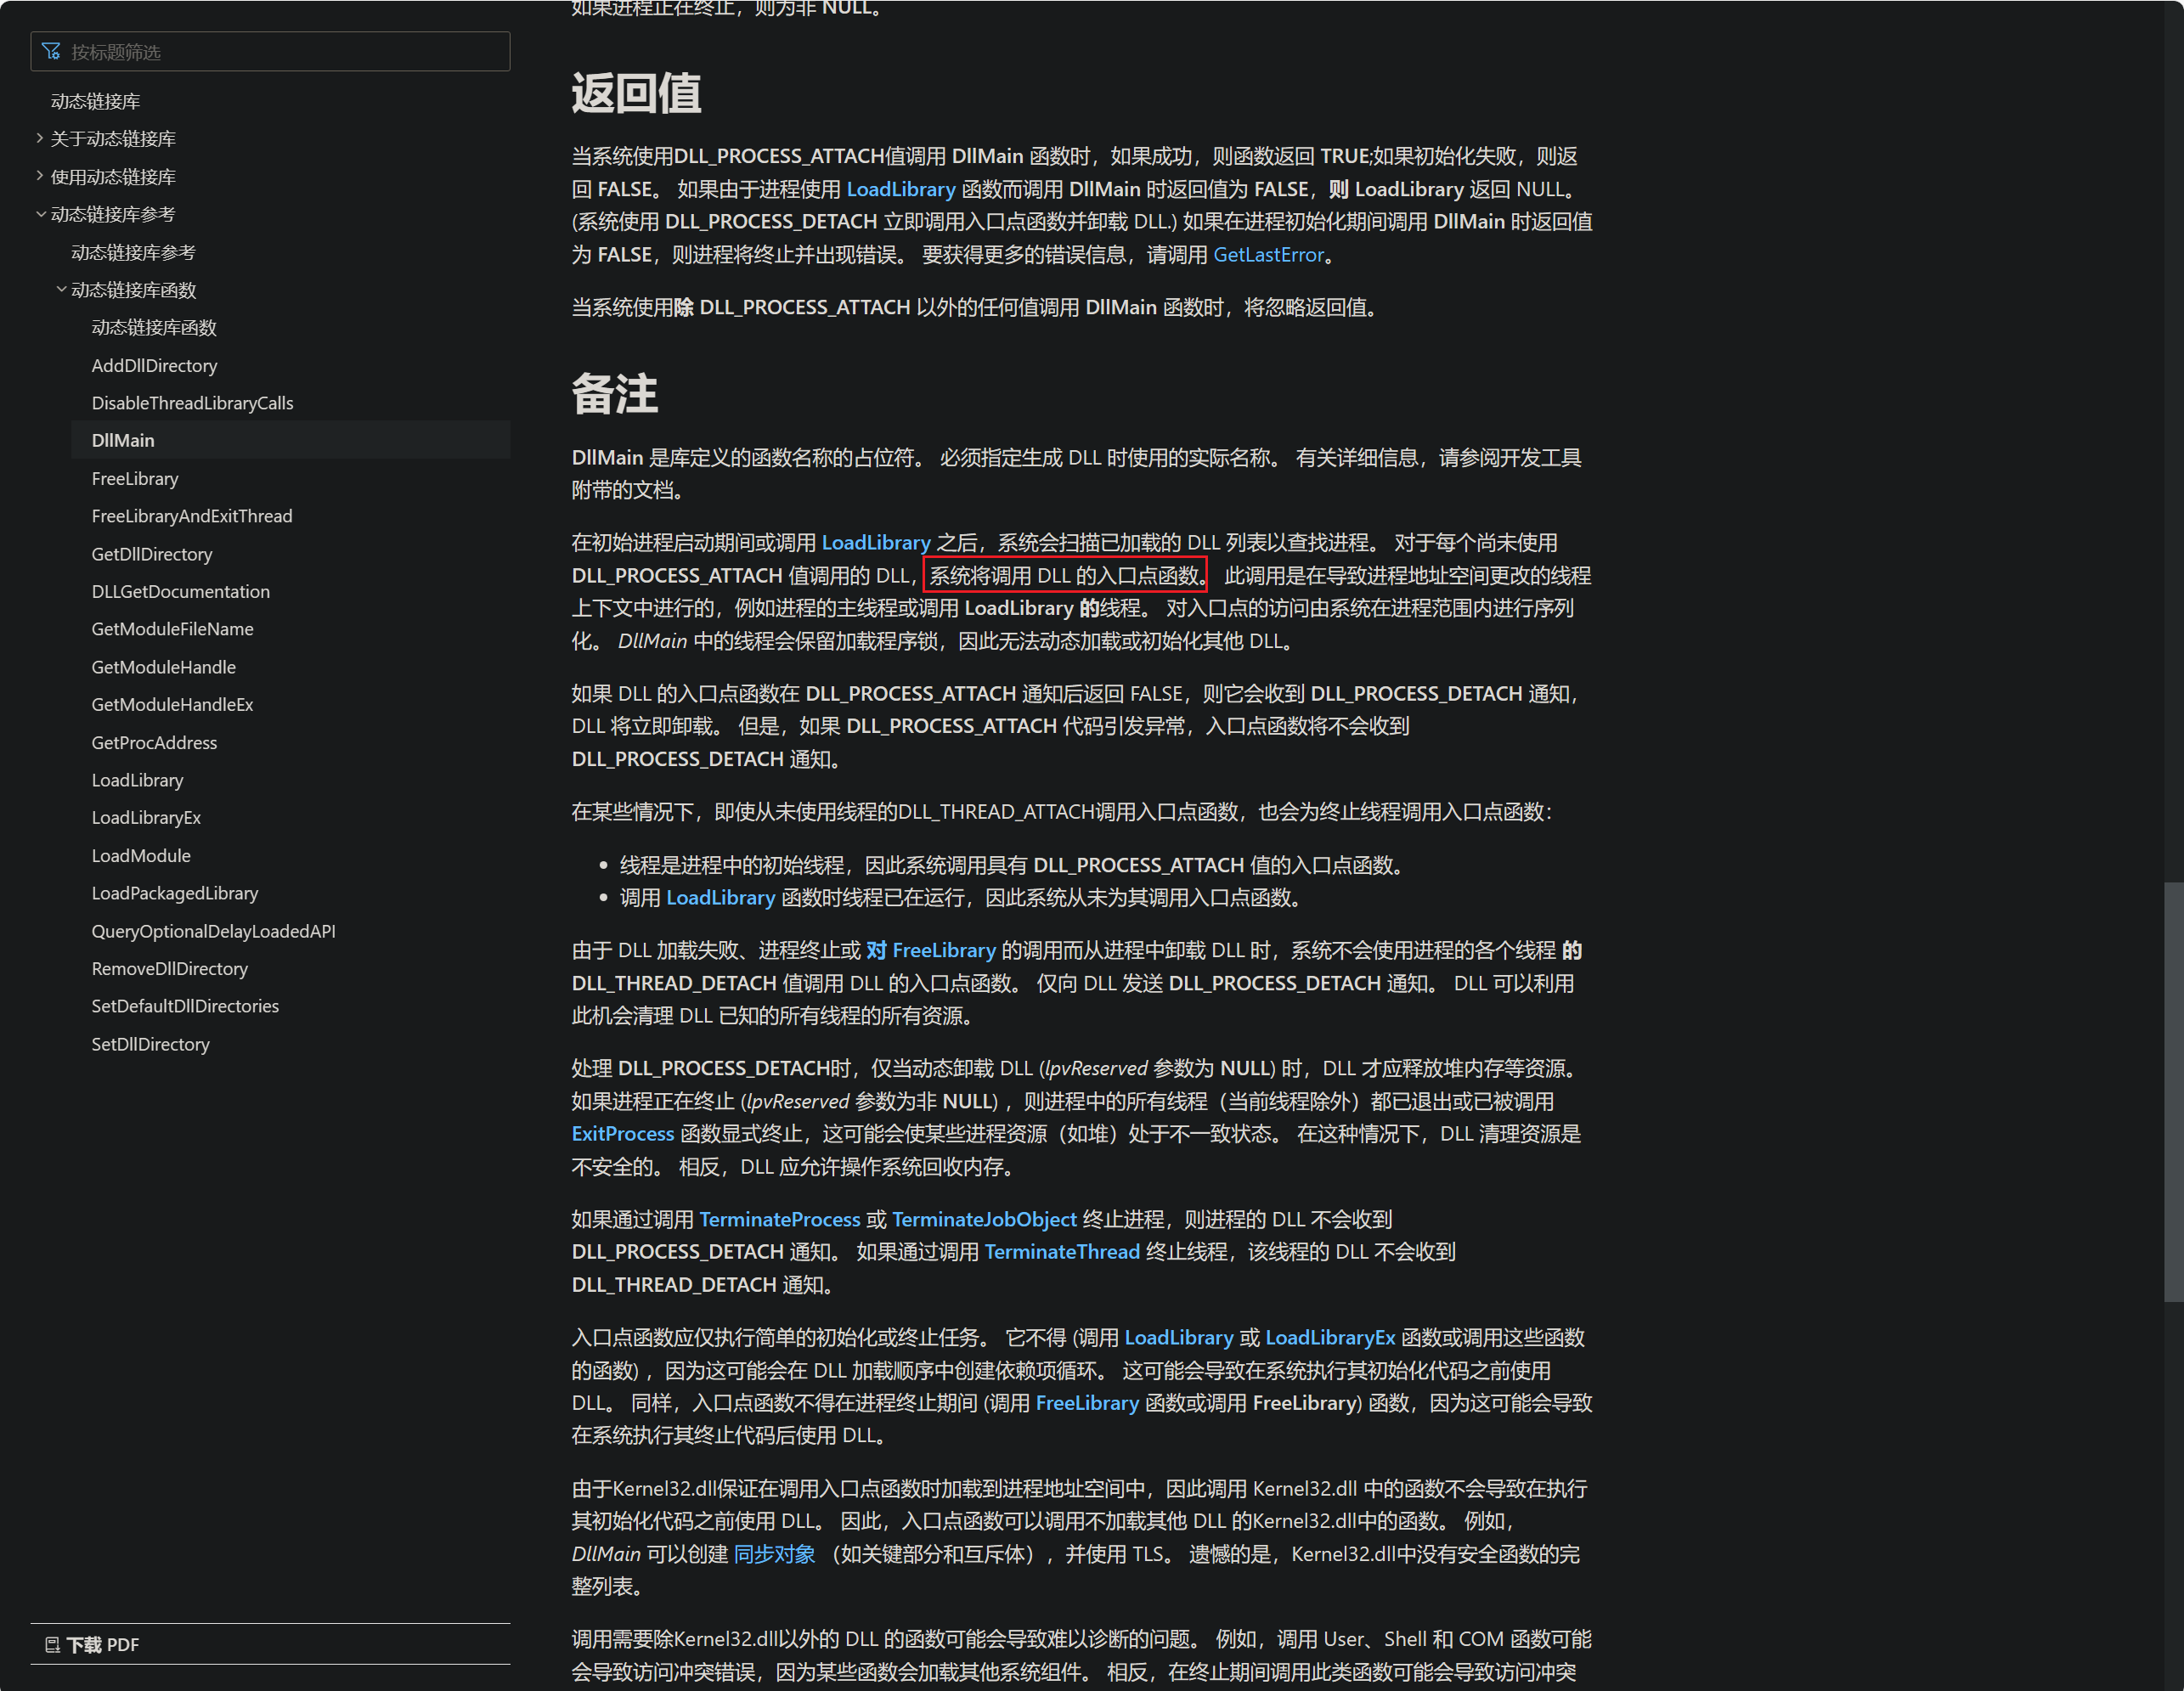 按标题筛选
动态链接库
关于动态链接库
使用动态链接库
动态链接库参考
动态链接库参考
动态链接库函数
动态链接库函数
AddDllDirectory
DisableThreadLibraryCalls
DllMain
FreeLibrary
FreeLibraryAndExitThread
GetDllDirectory
DLLGetDocumentation
GetModuleFileName
GetModuleHandle
GetModuleHandleEx
GetProcAddress
LoadLibrary
LoadLibraryEx
LoadModule
LoadPackagedLibrary
QueryOptionalDelayLoadedAPI
RemoveDllDirectory
SetDefaultDllDirectories
SetDllDirectory
下载 PDF
如果进程正在终止，则为非 NULL。
返回值
当系统使用DLL_PROCESS_ATTACH值调用 DllMain 函数时，如果成功，则函数返回 TRUE;如果初始化失败，则返
回 FALSE。 如果由于进程使用 LoadLibrary 函数而调用 DllMain 时返回值为 FALSE，则 LoadLibrary 返回 NULL。
(系统使用 DLL_PROCESS_DETACH 立即调用入口点函数并卸载 DLL.) 如果在进程初始化期间调用 DllMain 时返回值
为 FALSE，则进程将终止并出现错误。 要获得更多的错误信息，请调用 GetLastError。
当系统使用除 DLL_PROCESS_ATTACH 以外的任何值调用 DllMain 函数时，将忽略返回值。
备注
DllMain 是库定义的函数名称的占位符。 必须指定生成 DLL 时使用的实际名称。 有关详细信息，请参阅开发工具
附带的文档。
在初始进程启动期间或调用 LoadLibrary 之后，系统会扫描已加载的 DLL 列表以查找进程。 对于每个尚未使用
DLL_PROCESS_ATTACH 值调用的 DLL，系统将调用 DLL 的入口点函数。 此调用是在导致进程地址空间更改的线程
上下文中进行的，例如进程的主线程或调用 LoadLibrary 的线程。 对入口点的访问由系统在进程范围内进行序列
化。 DllMain 中的线程会保留加载程序锁，因此无法动态加载或初始化其他 DLL。
如果 DLL 的入口点函数在 DLL_PROCESS_ATTACH 通知后返回 FALSE，则它会收到 DLL_PROCESS_DETACH 通知，
DLL 将立即卸载。 但是，如果 DLL_PROCESS_ATTACH 代码引发异常，入口点函数将不会收到
DLL_PROCESS_DETACH 通知。
在某些情况下，即使从未使用线程的DLL_THREAD_ATTACH调用入口点函数，也会为终止线程调用入口点函数：
• 线程是进程中的初始线程，因此系统调用具有 DLL_PROCESS_ATTACH 值的入口点函数。
• 调用 LoadLibrary 函数时线程已在运行，因此系统从未为其调用入口点函数。
由于 DLL 加载失败、进程终止或 对 FreeLibrary 的调用而从进程中卸载 DLL 时，系统不会使用进程的各个线程 的
DLL_THREAD_DETACH 值调用 DLL 的入口点函数。 仅向 DLL 发送 DLL_PROCESS_DETACH 通知。 DLL 可以利用
此机会清理 DLL 已知的所有线程的所有资源。
处理 DLL_PROCESS_DETACH时，仅当动态卸载 DLL (lpvReserved 参数为 NULL) 时，DLL 才应释放堆内存等资源。
如果进程正在终止 (lpvReserved 参数为非 NULL) ，则进程中的所有线程（当前线程除外）都已退出或已被调用
ExitProcess 函数显式终止，这可能会使某些进程资源（如堆）处于不一致状态。 在这种情况下，DLL 清理资源是
不安全的。 相反，DLL 应允许操作系统回收内存。
如果通过调用 TerminateProcess 或 TerminateJobObject 终止进程，则进程的 DLL 不会收到
DLL_PROCESS_DETACH 通知。 如果通过调用 TerminateThread 终止线程，该线程的 DLL 不会收到
DLL_THREAD_DETACH 通知。
入口点函数应仅执行简单的初始化或终止任务。 它不得 (调用 LoadLibrary 或 LoadLibraryEx 函数或调用这些函数
的函数) ，因为这可能会在 DLL 加载顺序中创建依赖项循环。 这可能会导致在系统执行其初始化代码之前使用
DLL。 同样，入口点函数不得在进程终止期间 (调用 FreeLibrary 函数或调用 FreeLibrary) 函数，因为这可能会导致
在系统执行其终止代码后使用 DLL。
由于Kernel32.dll保证在调用入口点函数时加载到进程地址空间中，因此调用 Kernel32.dll 中的函数不会导致在执行
其初始化代码之前使用 DLL。 因此，入口点函数可以调用不加载其他 DLL 的Kernel32.dll中的函数。 例如，
DllMain 可以创建 同步对象 （如关键部分和互斥体），并使用 TLS。 遗憾的是，Kernel32.dll中没有安全函数的完
整列表。
调用需要除Kernel32.dll以外的 DLL 的函数可能会导致难以诊断的问题。 例如，调用 User、Shell 和 COM 函数可能
会导致访问冲突错误，因为某些函数会加载其他系统组件。 相反，在终止期间调用此类函数可能会导致访问冲突